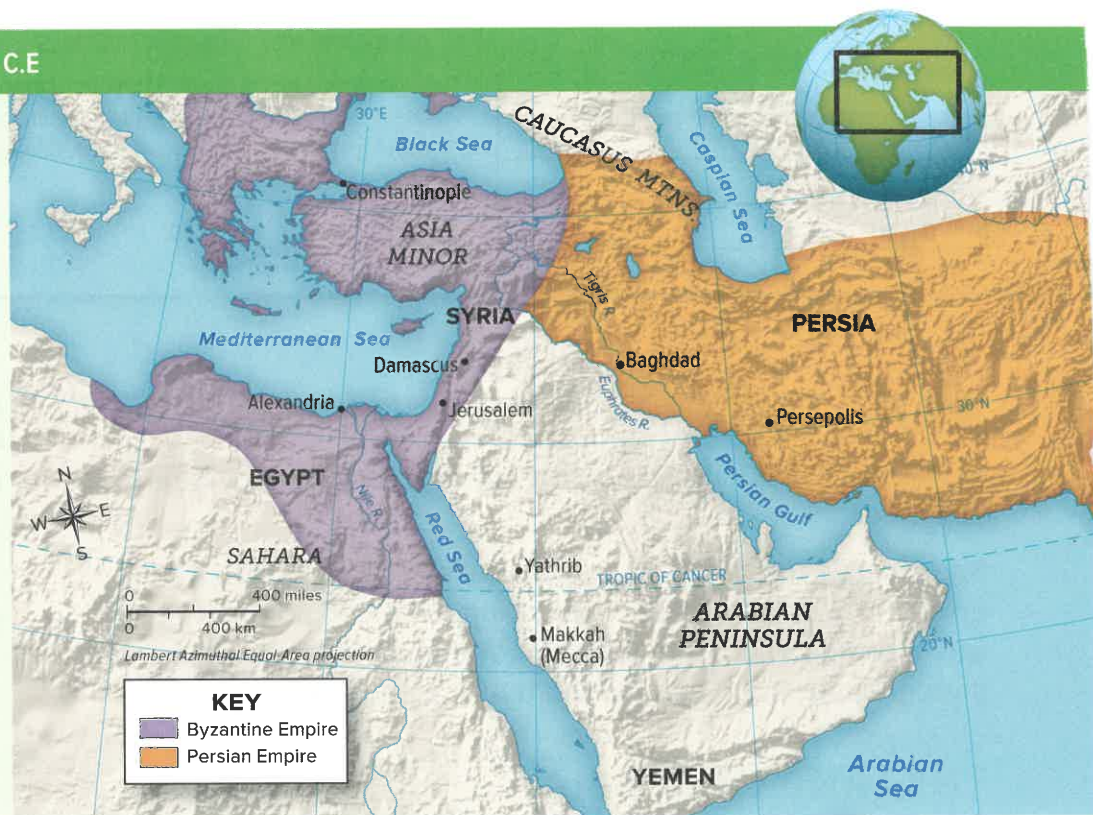 C.E
30°E
Black Sea
CAUCASUS MTNS.
Caspian Sea
40°N
Constantinople
ASIA
MINOR
Tigris R.
SYRIA
PERSIA
Mediterranean Sea
Damascus
Baghdad
Alexandria
Jerusalem
Euphrates R.
30°N
Persepolis
EGYPT
Nile R.
Red Sea
Persian Gulf
N
W
E
S
SAHARA
Yathrib
TROPIC OF CANCER
0
400 miles
0
400 km
ARABIAN
PENINSULA
Makkah
(Mecca)
20°N
Lambert Azimuthal Equal-Area projection
KEY
Byzantine Empire
Persian Empire
YEMEN
Arabian
Sea